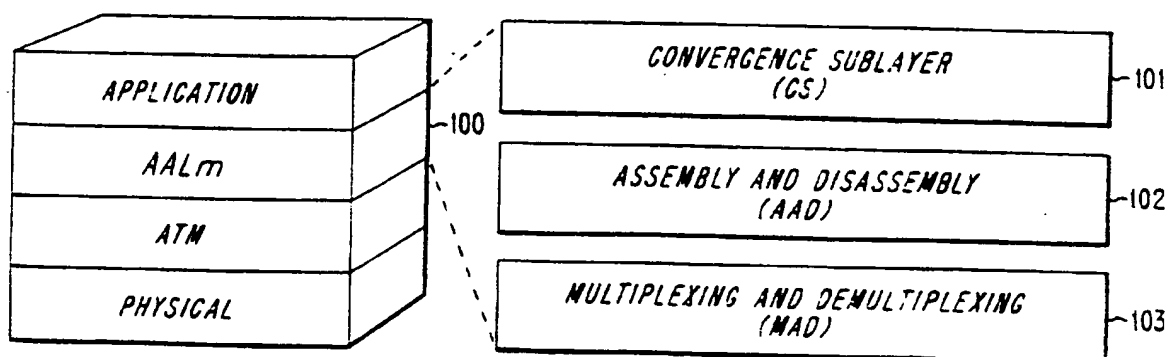 APPLICATION
AALm
ATM
PHYSICAL
100
CONVERGENCE SUBLAYER
(CS)
101
ASSEMBLY AND DISASSEMBLY
(AAD)
102
MULTIPLEXING AND DEMULTIPLEXING
(MAD)
103